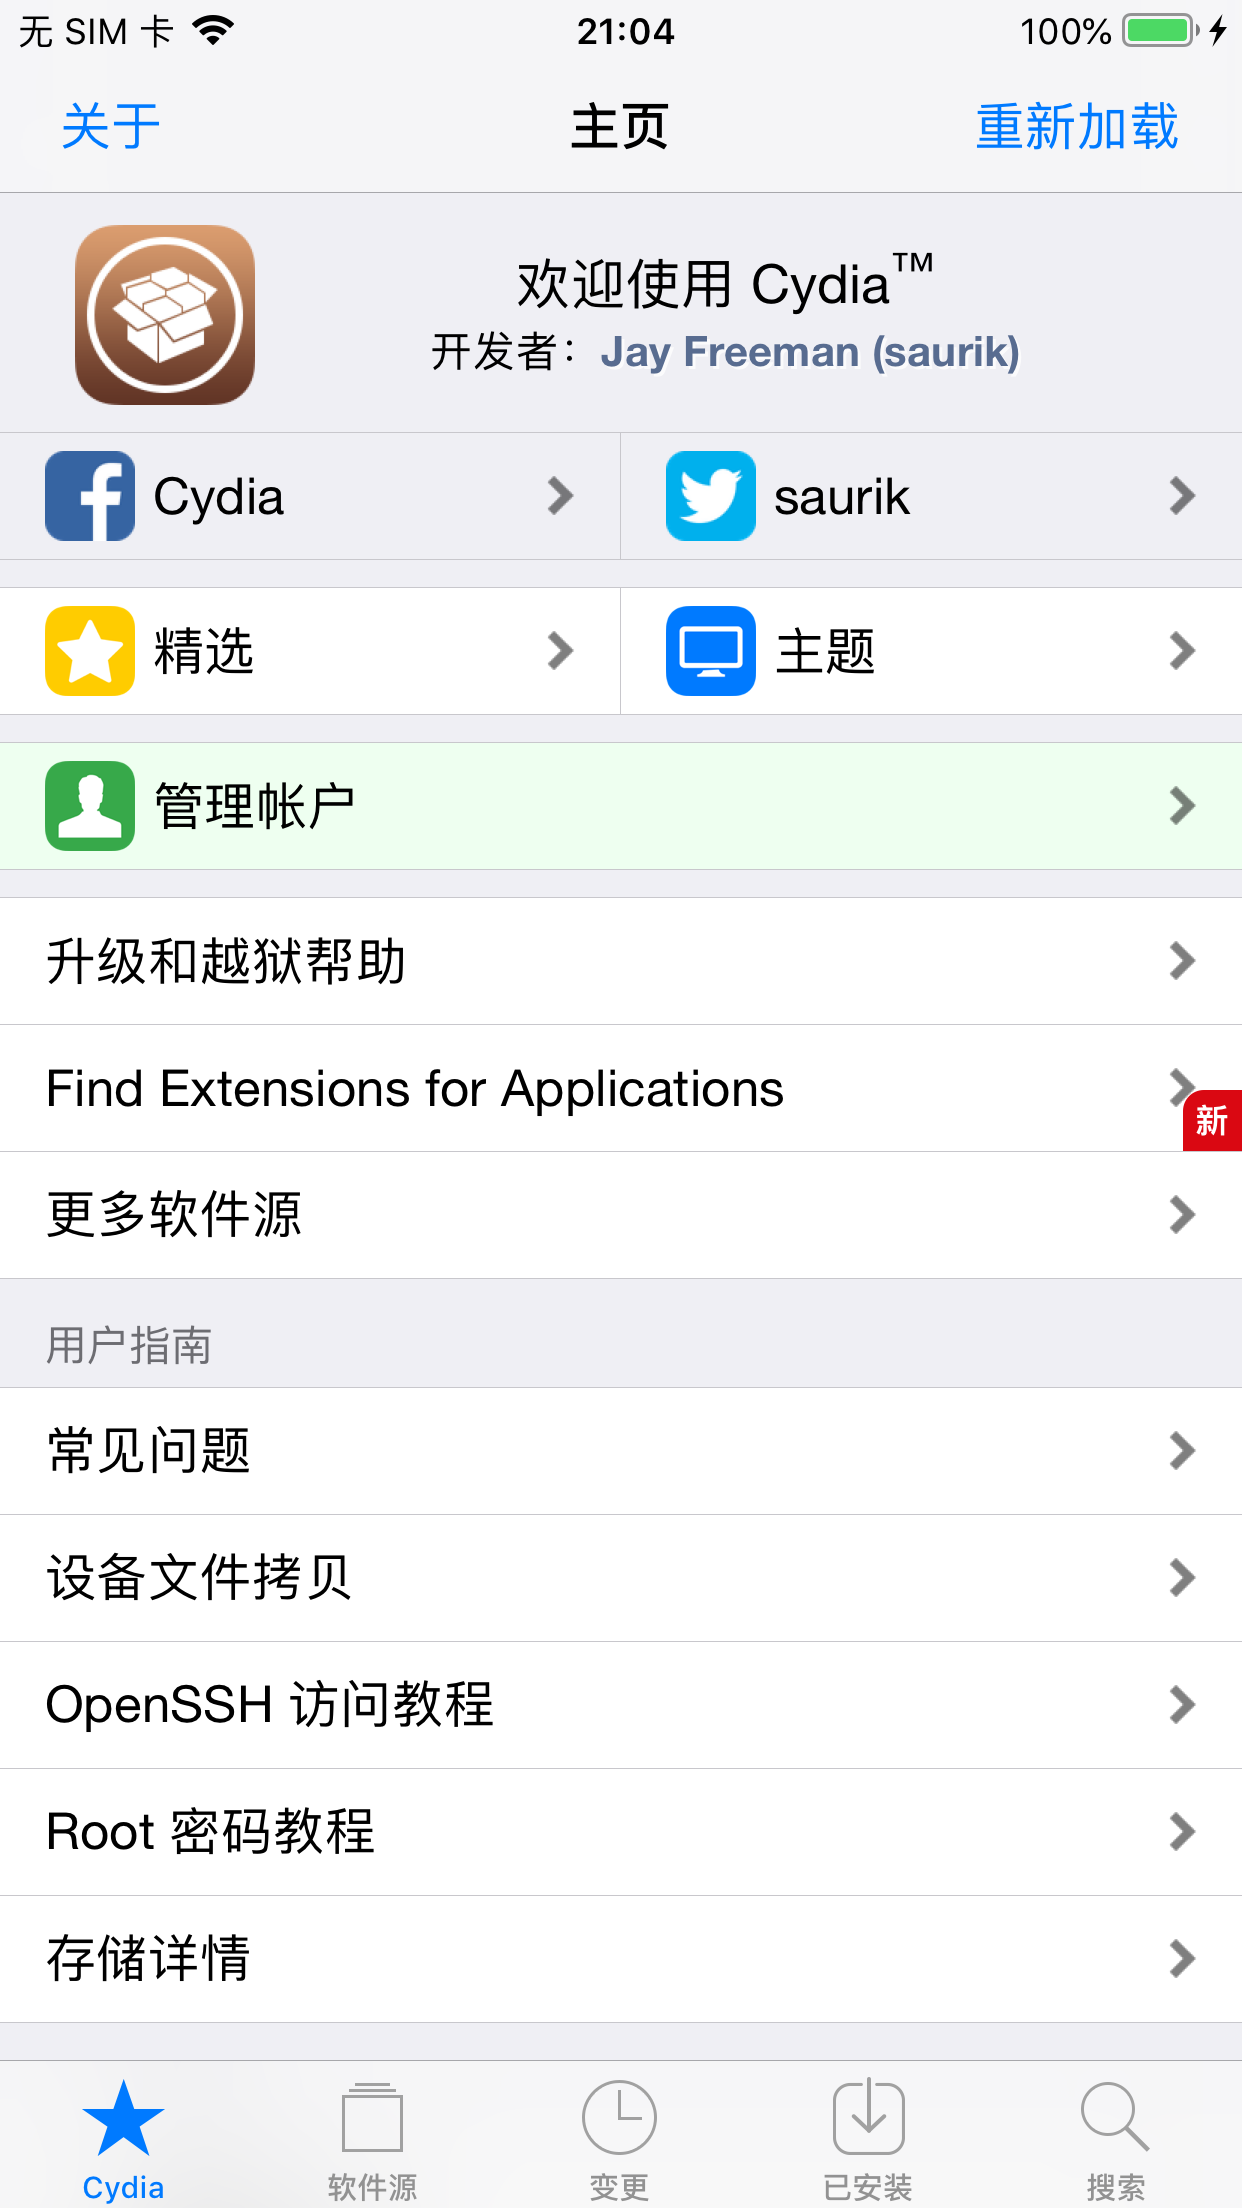 无 SIM 卡
21:04
100%
关于
主页
重新加载
欢迎使用 Cydia™
开发者：Jay Freeman (saurik)
Cydia
saurik
精选
主题
管理帐户
升级和越狱帮助
Find Extensions for Applications
新
更多软件源
用户指南
常见问题
设备文件拷贝
OpenSSH 访问教程
Root 密码教程
存储详情
Cydia
软件源
变更
已安装
搜索